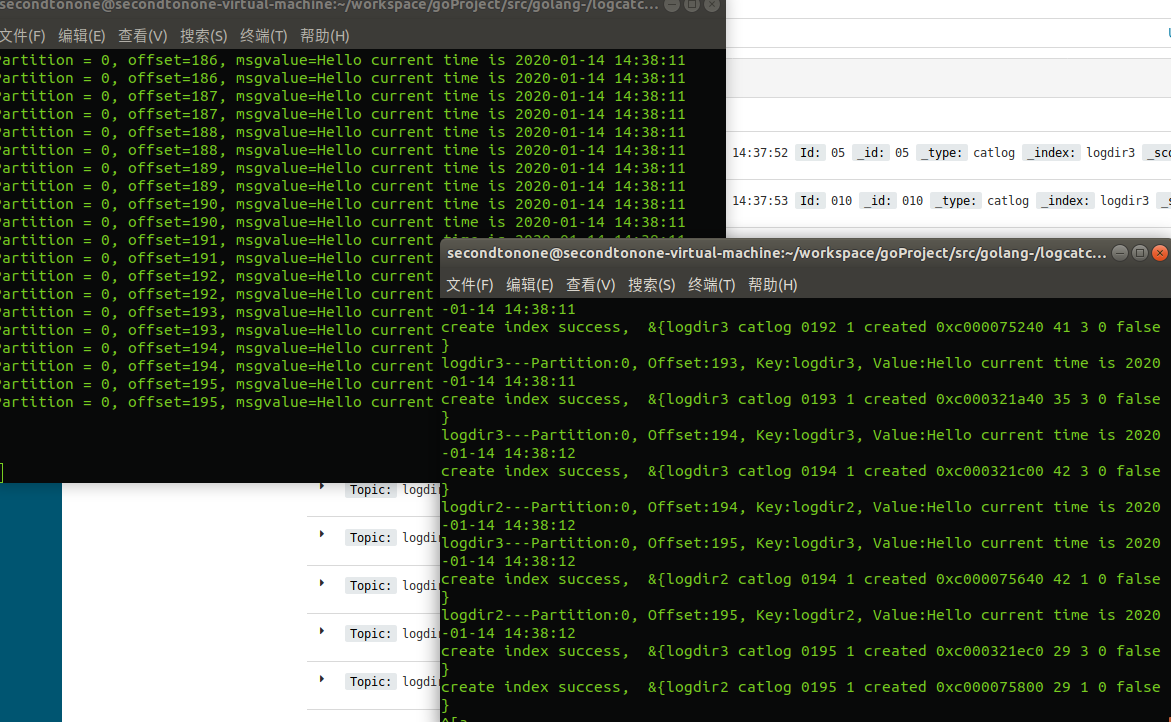 secondtonone@secondtonone-virtual-machine:~/workspace/goProject/src/golang-/logcatc...
文件(F) 编辑(E) 查看(V) 搜索(S) 终端(T) 帮助(H)
Partition = 0, offset=186, msgvalue=Hello current time is 2020-01-14 14:38:11
Partition = 0, offset=186, msgvalue=Hello current time is 2020-01-14 14:38:11
Partition = 0, offset=187, msgvalue=Hello current time is 2020-01-14 14:38:11
Partition = 0, offset=187, msgvalue=Hello current time is 2020-01-14 14:38:11
Partition = 0, offset=188, msgvalue=Hello current time is 2020-01-14 14:38:11
Partition = 0, offset=188, msgvalue=Hello current time is 2020-01-14 14:38:11
Partition = 0, offset=189, msgvalue=Hello current time is 2020-01-14 14:38:11
Partition = 0, offset=189, msgvalue=Hello current time is 2020-01-14 14:38:11
Partition = 0, offset=190, msgvalue=Hello current time is 2020-01-14 14:38:11
Partition = 0, offset=190, msgvalue=Hello current time is 2020-01-14 14:38:11
Partition = 0, offset=191, msgvalue=Hello current time is 2020-01-14 14:38:11
Partition = 0, offset=191, msgvalue=Hello current
Partition = 0, offset=192, msgvalue=Hello current
Partition = 0, offset=192, msgvalue=Hello current
Partition = 0, offset=193, msgvalue=Hello current
Partition = 0, offset=193, msgvalue=Hello current
Partition = 0, offset=194, msgvalue=Hello current
Partition = 0, offset=194, msgvalue=Hello current
Partition = 0, offset=195, msgvalue=Hello current
Partition = 0, offset=195, msgvalue=Hello current
14:37:52 Id: 05 _id: 05 _type: catlog _index: logdir3 _sco
14:37:53 Id: 010 _id: 010 _type: catlog _index: logdir3 _s
secondtonone@secondtonone-virtual-machine:~/workspace/goProject/src/golang-/logcatc...
文件(F) 编辑(E) 查看(V) 搜索(S) 终端(T) 帮助(H)
-01-14 14:38:11
create index success,  &{logdir3 catlog 0192 1 created 0xc000075240 41 3 0 false
}
logdir3---Partition:0, Offset:193, Key:logdir3, Value:Hello current time is 2020
-01-14 14:38:11
create index success,  &{logdir3 catlog 0193 1 created 0xc000321a40 35 3 0 false
}
logdir3---Partition:0, Offset:194, Key:logdir3, Value:Hello current time is 2020
-01-14 14:38:12
create index success,  &{logdir3 catlog 0194 1 created 0xc000321c00 42 3 0 false
}
logdir2---Partition:0, Offset:194, Key:logdir2, Value:Hello current time is 2020
-01-14 14:38:12
logdir3---Partition:0, Offset:195, Key:logdir3, Value:Hello current time is 2020
-01-14 14:38:12
create index success,  &{logdir2 catlog 0194 1 created 0xc000075640 42 1 0 false
}
logdir2---Partition:0, Offset:195, Key:logdir2, Value:Hello current time is 2020
-01-14 14:38:12
create index success,  &{logdir3 catlog 0195 1 created 0xc000321ec0 29 3 0 false
}
create index success,  &{logdir2 catlog 0195 1 created 0xc000075800 29 1 0 false
}
Topic: logdir
Topic: logdir
Topic: logdir
Topic: logdir
Topic: logdir